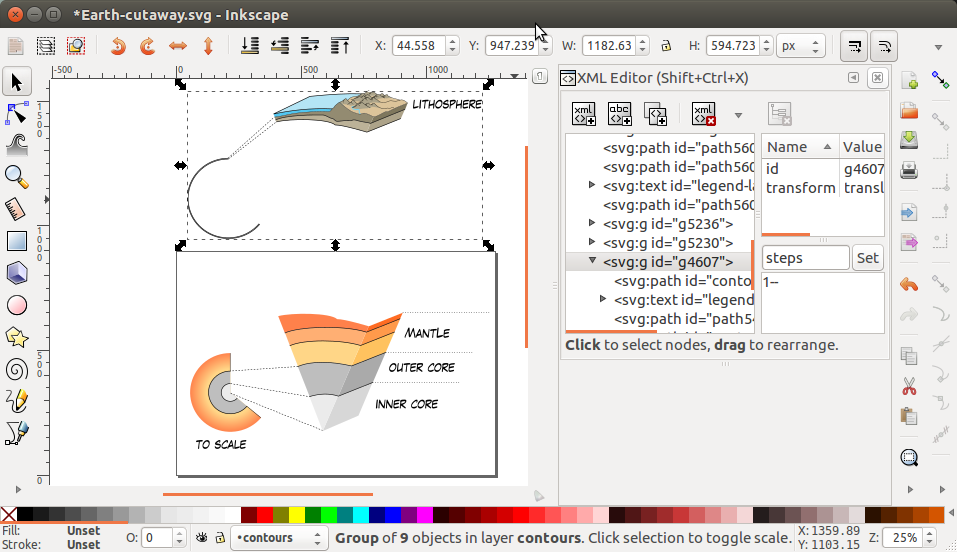 *Earth-cutaway.svg - Inkscape
X: 44.558 Y: 947.239 W: 1182.63 H: 594.723 px
-500 0 500 1000
XML Editor (Shift+Ctrl+X)
LITHOSPHERE
<svg:path id="path560
<svg:path id="path560
<svg:text id="legend-la
<svg:path id="path560
<svg:g id="g5236">
<svg:g id="g5230">
<svg:g id="g4607">
<svg:path id="conto
<svg:text id="legend
<svg:path id="path54
Name Value
id g4607
transform transl
steps Set
1--
Click to select nodes, drag to rearrange.
1500
1000
500
0
MANTLE
OUTER CORE
INNER CORE
TO SCALE
Fill: Unset
Stroke: Unset
O: 0
•contours
Group of 9 objects in layer contours. Click selection to toggle scale.
X:1359.89
Y:1103.15
Z: 25%